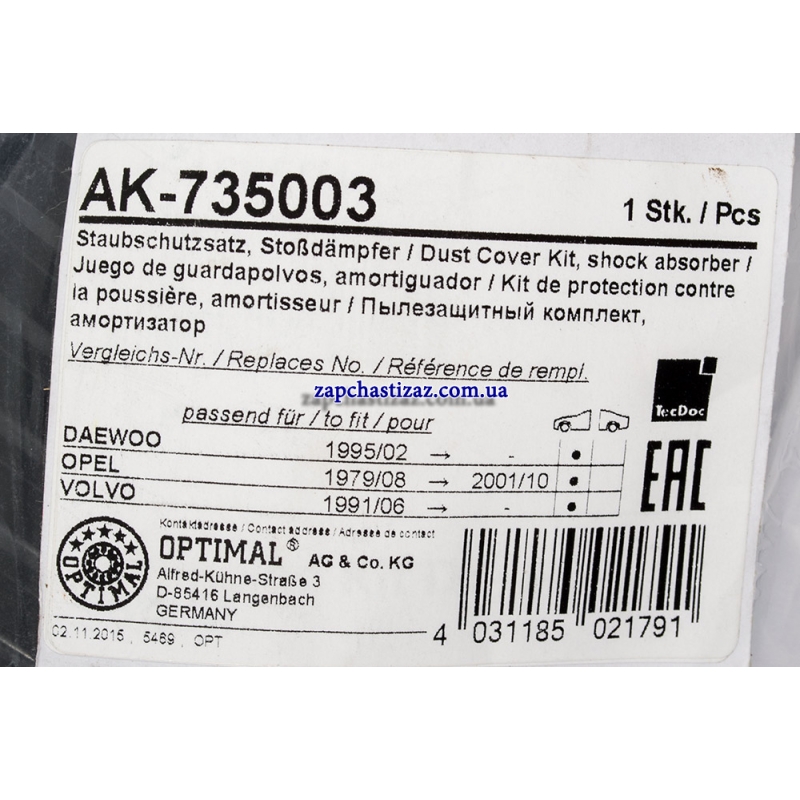 AK-735003
1 Stk. / Pcs
Staubschutzsatz, Stoßdämpfer / Dust Cover Kit, shock absorber /
Juego de guardapolvos, amortiguador / Kit de protection contre
la poussière, amortisseur / Пылезащитный комплект,
амортизатор
Vergleichs-Nr. / Replaces No. / Référence de rempl.
zapchastizaz.com.ua
TecDoc
passend für / to fit / pour
DAEWOO 1995/02 → -
OPEL 1979/08 → 2001/10
VOLVO 1991/06 → -
EAC
Kontaktadresse / Contact address / Adresse de contact
OPTIMAL® AG & Co. KG
Alfred-Kühne-Straße 3
D-85416 Langenbach
GERMANY
OPTIMAL
02.11.2015, 5469, OPT
4 031185 021791